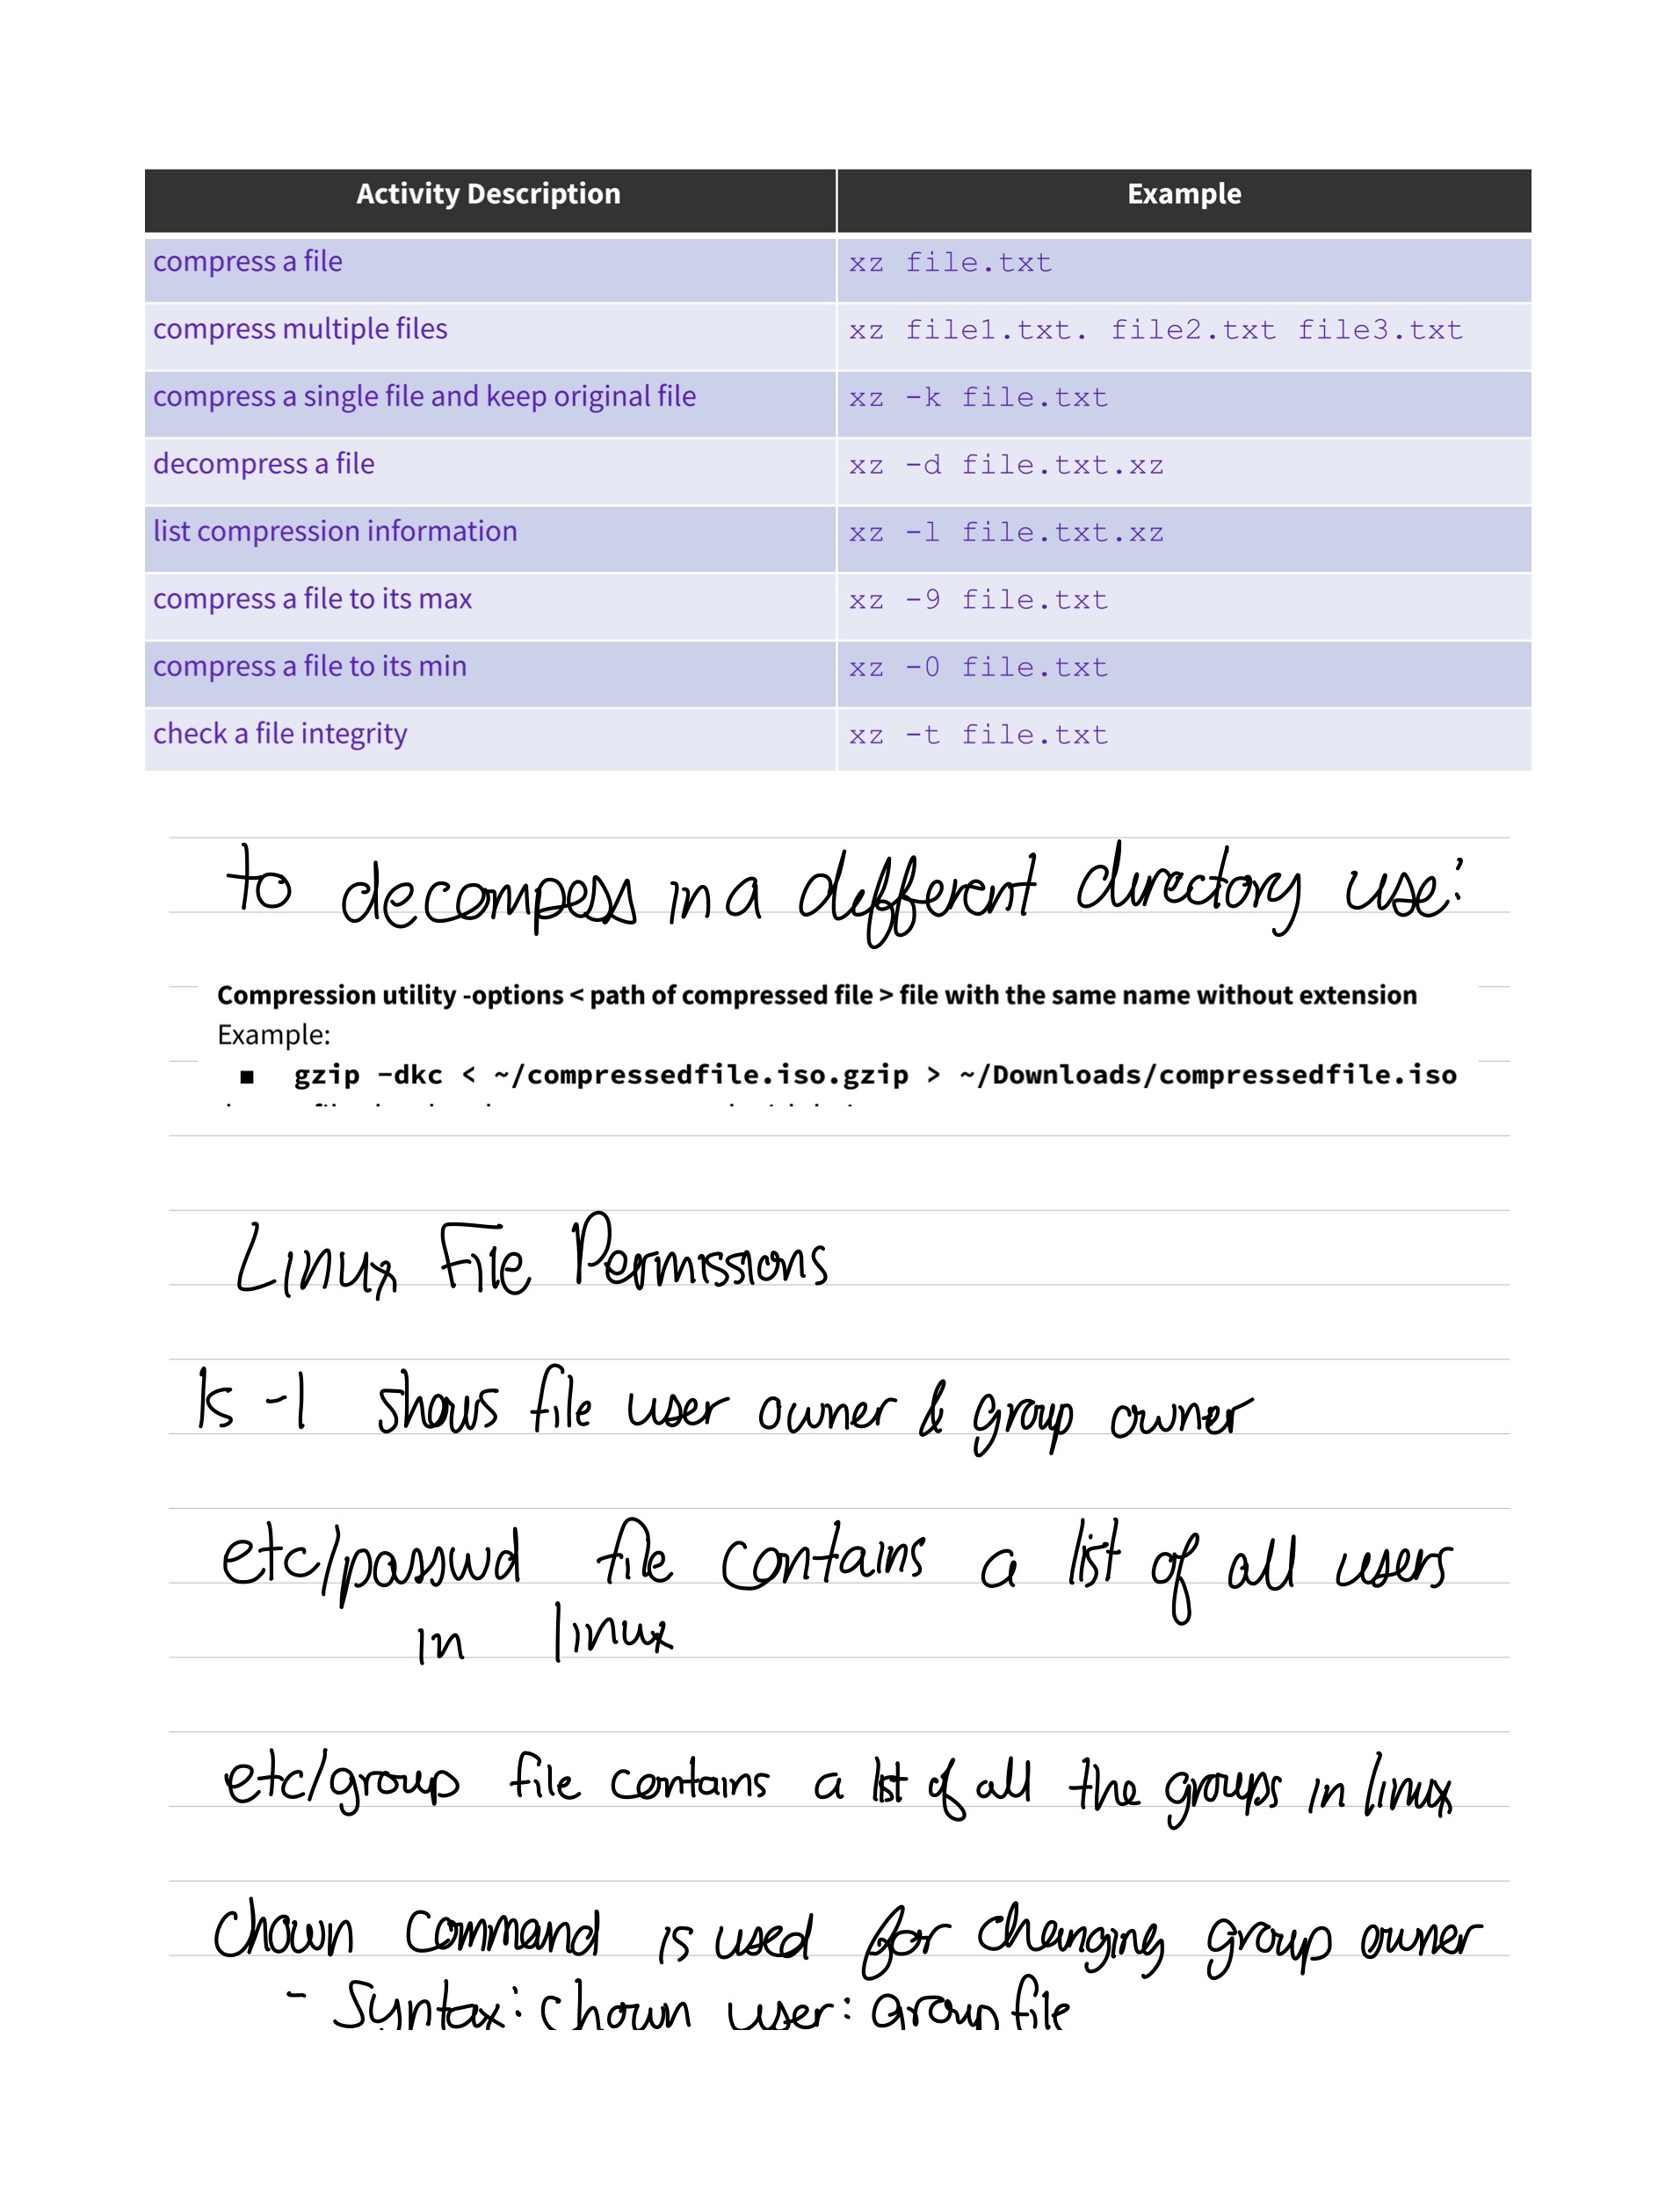 Activity Description Example
compress a file xz file.txt
compress multiple files xz file1.txt. file2.txt file3.txt
compress a single file and keep original file xz -k file.txt
decompress a file xz -d file.txt.xz
list compression information xz -l file.txt.xz
compress a file to its max xz -9 file.txt
compress a file to its min xz -0 file.txt
check a file integrity xz -t file.txt
to decompess in a different directory use:
Compression utility -options < path of compressed file > file with the same name without extension
Example:
▪ gzip -dkc < ~/compressedfile.iso.gzip > ~/Downloads/compressedfile.iso
Linux File Permissions
ls -l shows file user owner & group owner
etc/passwd file contains a list of all users
in linux
etc/group file contains a list of all the groups in linux
chown command is used for changing group owner
- Syntax: chown user: group file